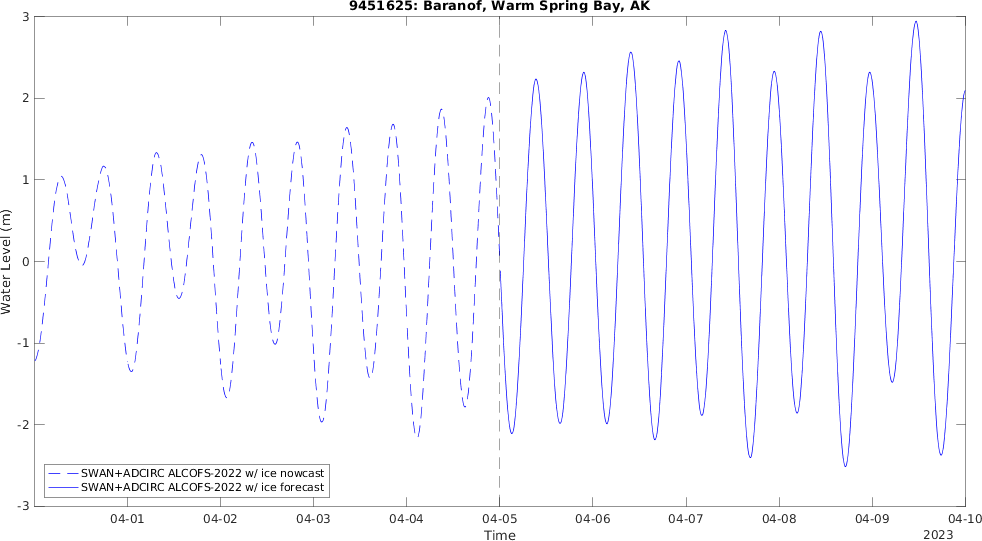 9451625: Baranof, Warm Spring Bay, AK
3
2
1
0
-1
-2
-3
Water Level (m)
SWAN+ADCIRC ALCOFS-2022 w/ ice nowcast
SWAN+ADCIRC ALCOFS-2022 w/ ice forecast
04-01 04-02 04-03 04-04 04-05 04-06 04-07 04-08 04-09 04-10
Time
2023